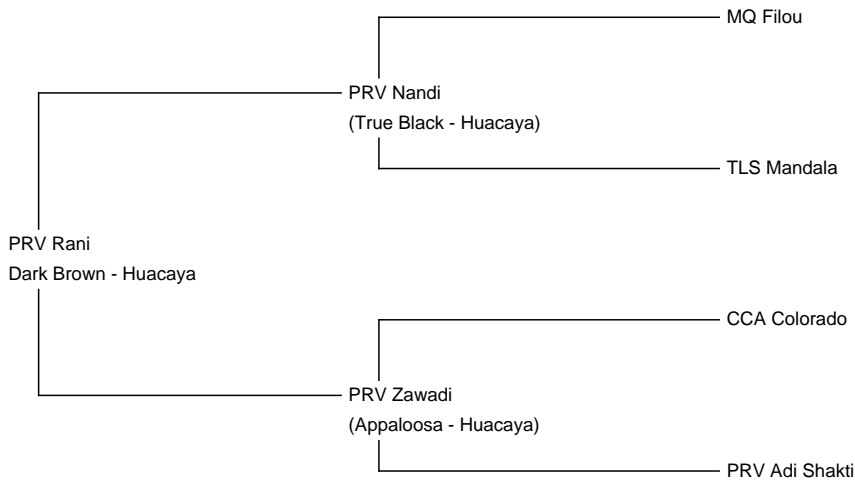 MQ Filou
PRV Nandi
(True Black - Huacaya)
TLS Mandala
PRV Rani
Dark Brown - Huacaya
CCA Colorado
PRV Zawadi
(Appaloosa - Huacaya)
PRV Adi Shakti